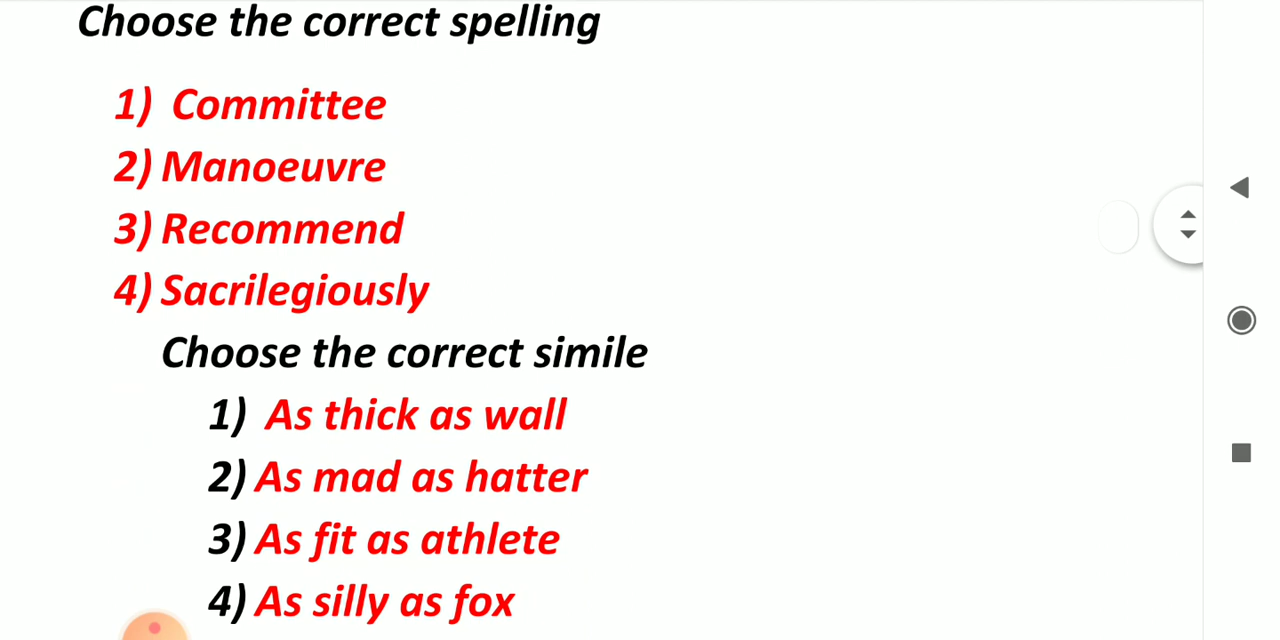 Choose the correct spelling
1) Committee
2) Manoeuvre
3) Recommend
4) Sacrilegiously
Choose the correct simile
1) As thick as wall
2) As mad as hatter
3) As fit as athlete
4) As silly as fox